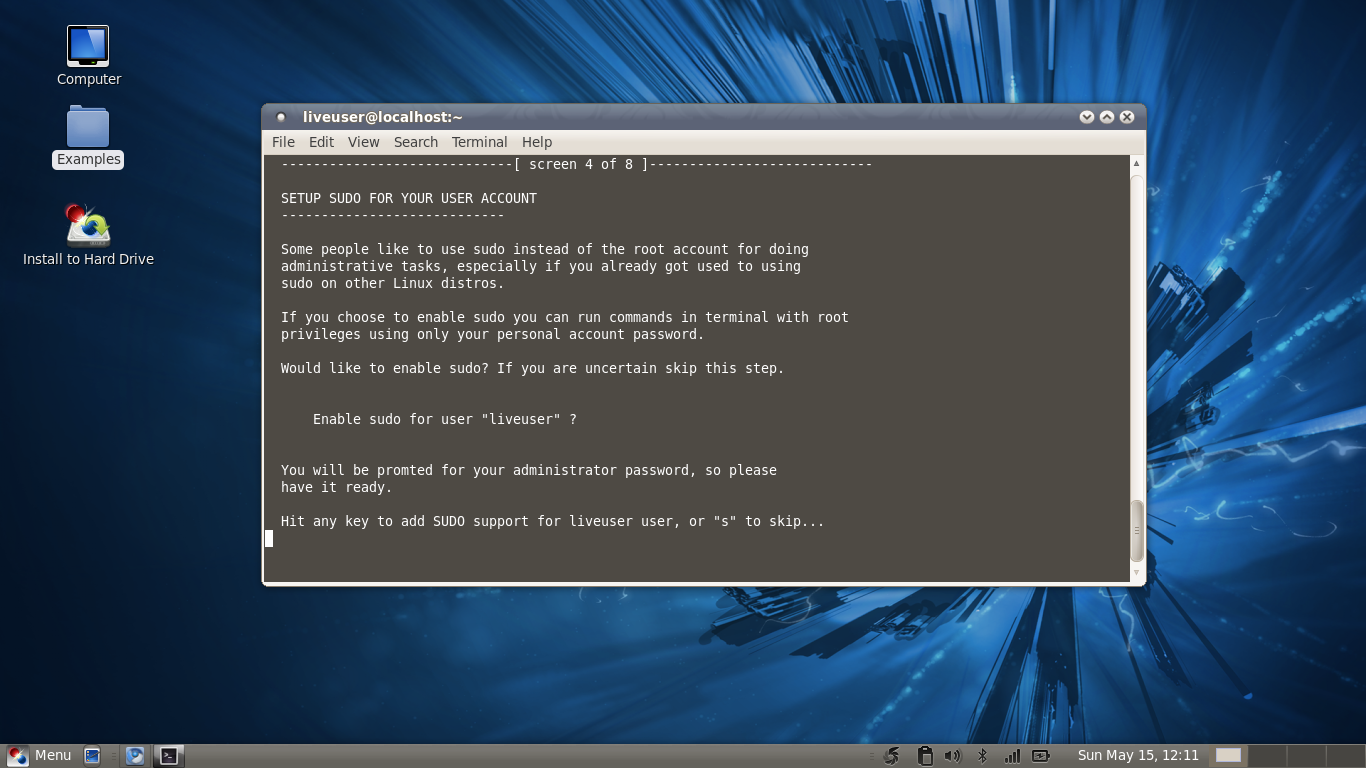 Computer
Examples
Install to Hard Drive
liveuser@localhost:~
File Edit View Search Terminal Help
-----------------------------[ screen 4 of 8 ]----------------------------
SETUP SUDO FOR YOUR USER ACCOUNT
----------------------------
Some people like to use sudo instead of the root account for doing
administrative tasks, especially if you already got used to using
sudo on other Linux distros.
If you choose to enable sudo you can run commands in terminal with root
privileges using only your personal account password.
Would like to enable sudo? If you are uncertain skip this step.
Enable sudo for user "liveuser" ?
You will be promted for your administrator password, so please
have it ready.
Hit any key to add SUDO support for liveuser user, or "s" to skip...
Menu
Sun May 15, 12:11